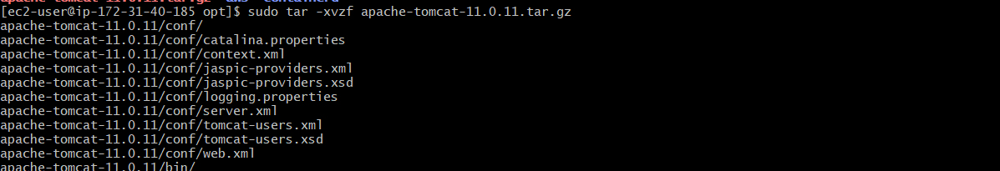 [ec2-user@ip-172-31-40-185 opt]$ sudo tar -xvzf apache-tomcat-11.0.11.tar.gz
apache-tomcat-11.0.11/conf/
apache-tomcat-11.0.11/conf/catalina.properties
apache-tomcat-11.0.11/conf/context.xml
apache-tomcat-11.0.11/conf/jaspic-providers.xml
apache-tomcat-11.0.11/conf/jaspic-providers.xsd
apache-tomcat-11.0.11/conf/logging.properties
apache-tomcat-11.0.11/conf/server.xml
apache-tomcat-11.0.11/conf/tomcat-users.xml
apache-tomcat-11.0.11/conf/tomcat-users.xsd
apache-tomcat-11.0.11/conf/web.xml
apache-tomcat-11.0.11/bin/